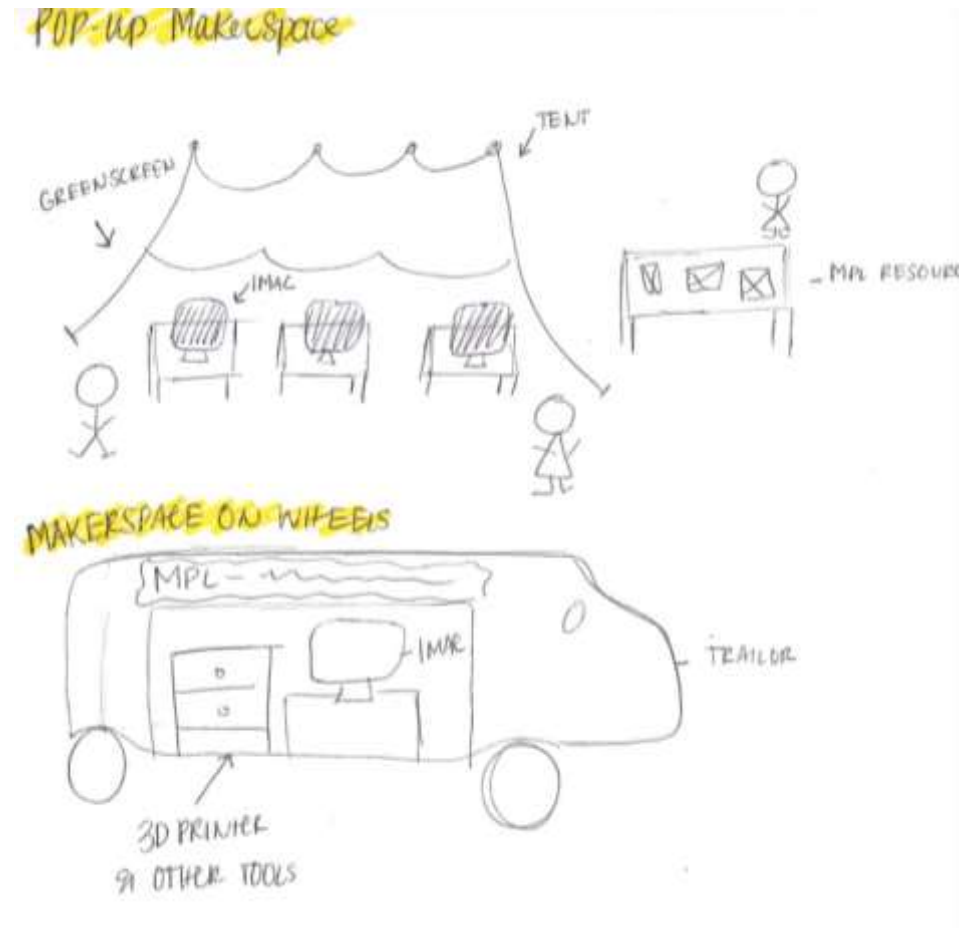 POP-Up Makerspace
TENT
GREENSCREEN
IMAC
MPL RESOURC
MAKERSPACE ON WHEELS
MPL
IMAC
TRAILOR
3D PRINTER
& OTHER TOOLS